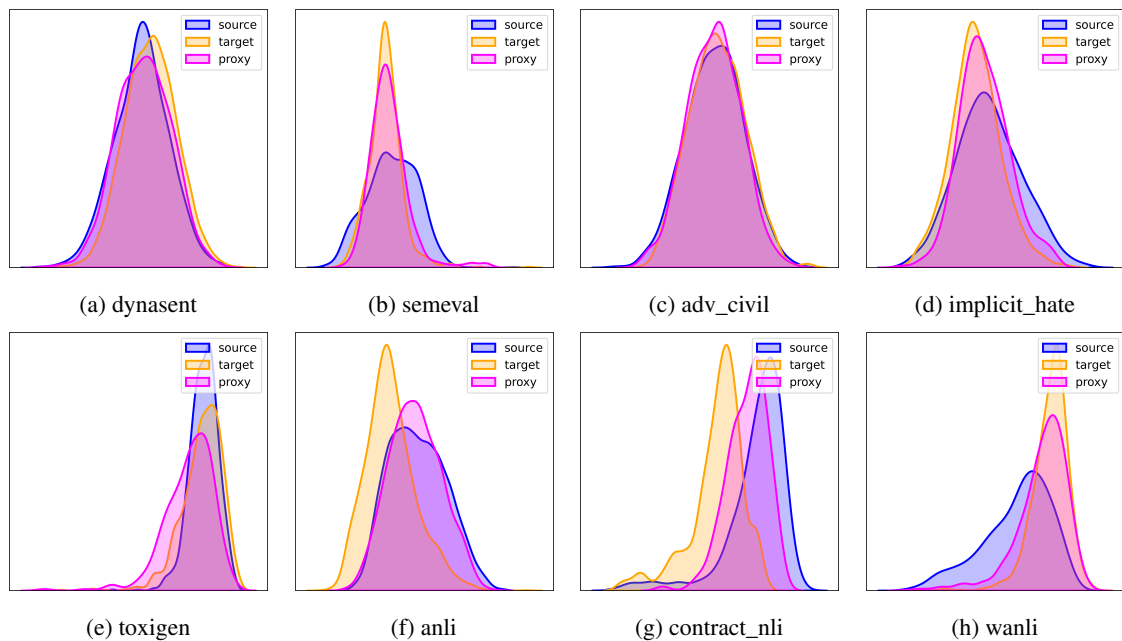 source
target
proxy
source
target
proxy
source
target
proxy
source
target
proxy
(a) dynasent
(b) semeval
(c) adv_civil
(d) implicit_hate
source
target
proxy
source
target
proxy
source
target
proxy
source
target
proxy
(e) toxigen
(f) anli
(g) contract_nli
(h) wanli